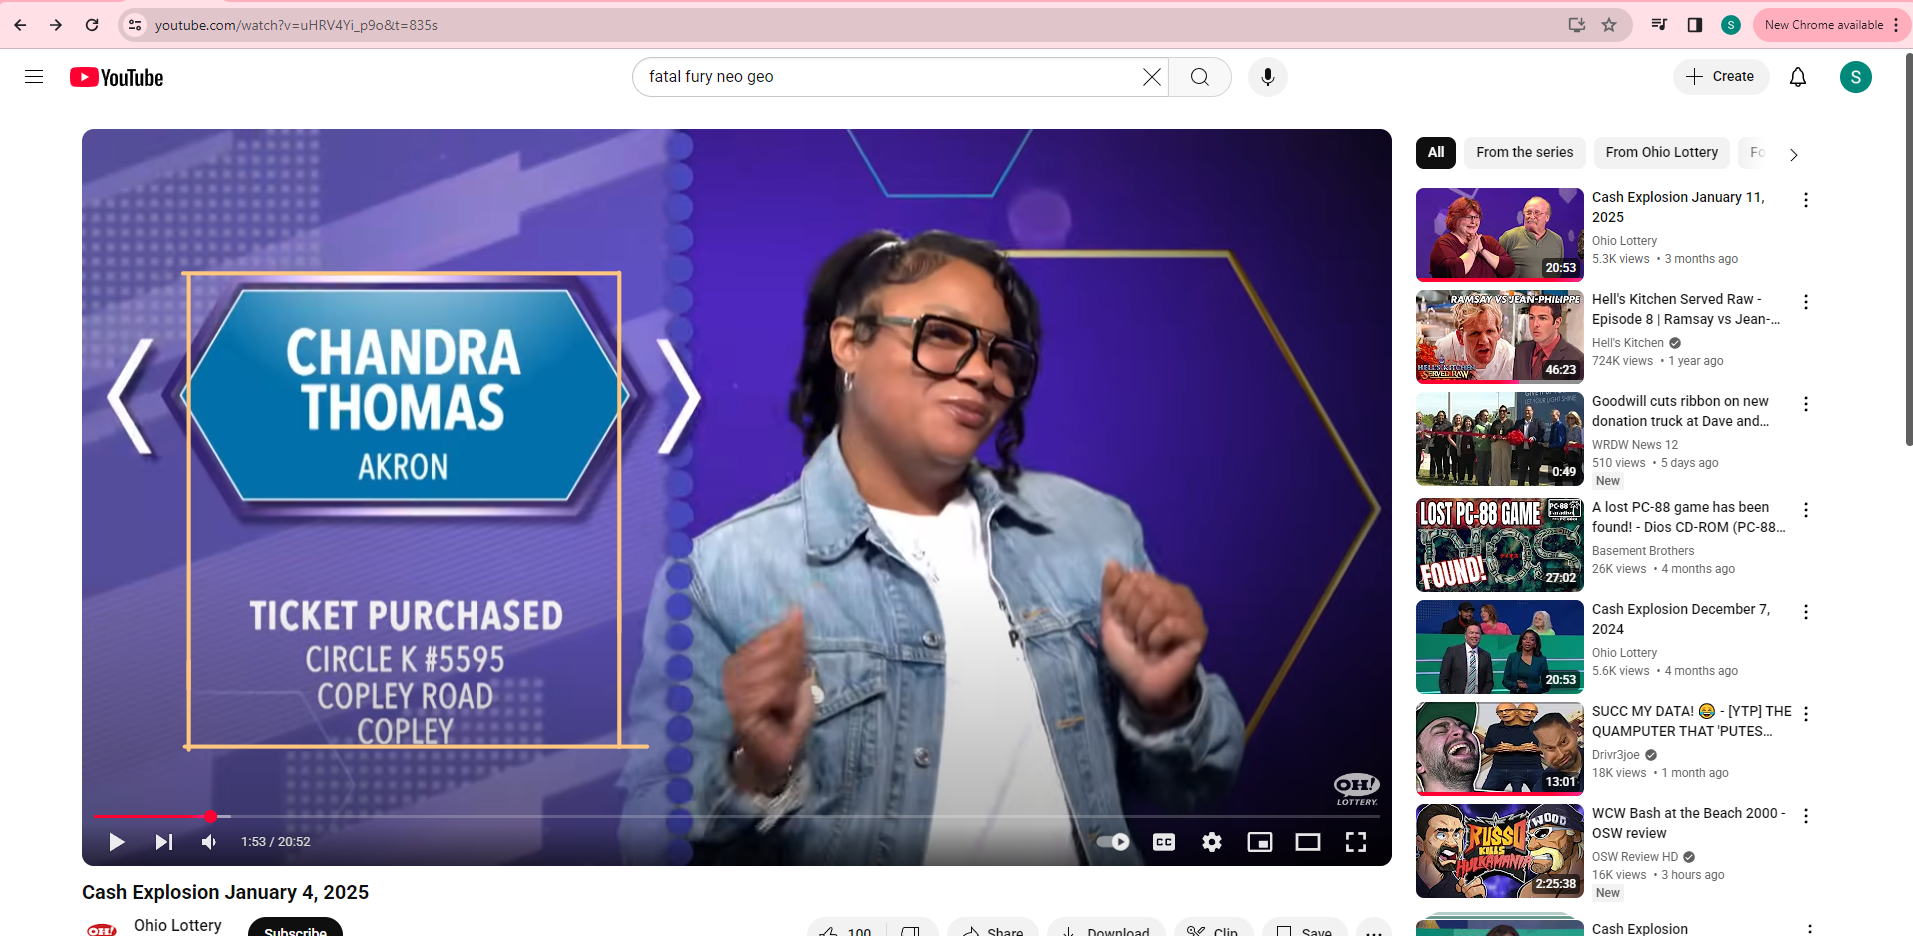 youtube.com/watch?v=uHRV4Yi_p9o&t=835s
S
New Chrome available
YouTube
fatal fury neo geo
Create
S
CHANDRA
THOMAS
AKRON
TICKET PURCHASED
CIRCLE K #5595
COPLEY ROAD
COPLEY
OH!
LOTTERY.
1:53 / 20:52
CC
Cash Explosion January 4, 2025
OH!
Ohio Lottery
Subscribe
100
Share
Download
Clip
Save
All
From the series
From Ohio Lottery
Fo
20:53
Cash Explosion January 11,
2025
Ohio Lottery
5.3K views • 3 months ago
RAMSAY VS JEAN-PHILIPPE
HELL'S KITCHEN
SERVED RAW
46:23
Hell's Kitchen Served Raw -
Episode 8 | Ramsay vs Jean-...
Hell's Kitchen
724K views • 1 year ago
0:49
Goodwill cuts ribbon on new
donation truck at Dave and...
WRDW News 12
510 views • 5 days ago
New
LOST PC-88 GAME
PC-88
FOUND!
27:02
A lost PC-88 game has been
found! - Dios CD-ROM (PC-88...
Basement Brothers
26K views • 4 months ago
20:53
Cash Explosion December 7,
2024
Ohio Lottery
5.6K views • 4 months ago
13:01
SUCC MY DATA! 😂 - [YTP] THE
QUAMPUTER THAT 'PUTES...
Drivr3joe
18K views • 1 month ago
RUSSO
KILLS
HULKAMANIA
WOOD
2:25:38
WCW Bash at the Beach 2000 -
OSW review
OSW Review HD
16K views • 3 hours ago
New
Cash Explosion